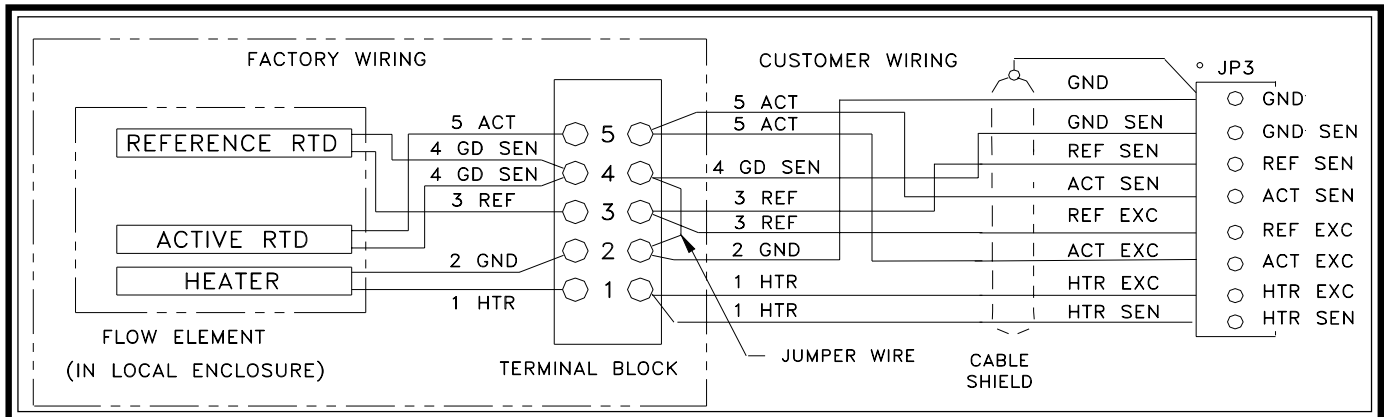 FACTORY WIRING
CUSTOMER WIRING
JP3
REFERENCE RTD
ACTIVE RTD
HEATER
FLOW ELEMENT
(IN LOCAL ENCLOSURE)
5 ACT
4 GD SEN
4 GD SEN
3 REF
2 GND
1 HTR
5
4
3
2
1
TERMINAL BLOCK
5 ACT
5 ACT
4 GD SEN
3 REF
3 REF
2 GND
1 HTR
1 HTR
JUMPER WIRE
CABLE
SHIELD
GND
GND SEN
REF SEN
ACT SEN
REF EXC
ACT EXC
HTR EXC
HTR SEN
GND
GND SEN
REF SEN
ACT SEN
REF EXC
ACT EXC
HTR EXC
HTR SEN